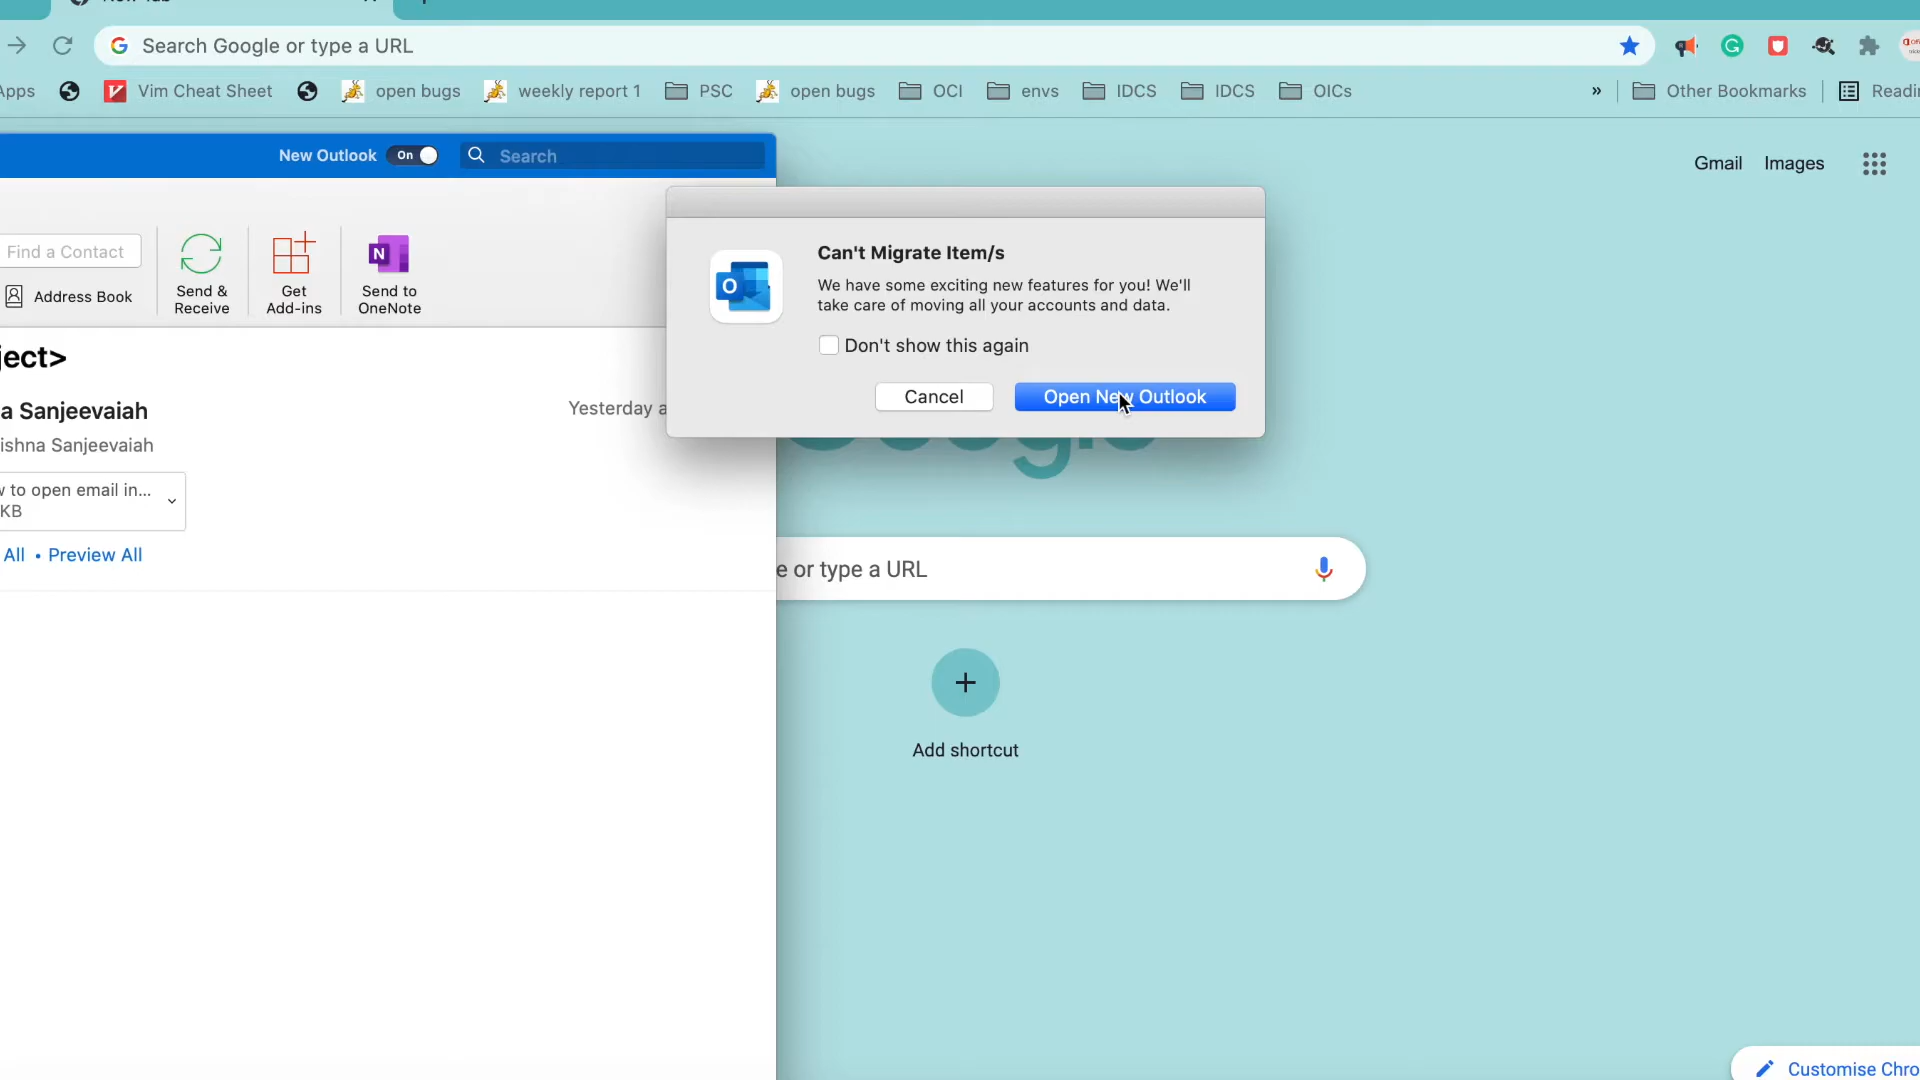 New Tab
Search Google or type a URL
Apps
Vim Cheat Sheet
open bugs
weekly report 1
PSC
open bugs
OCI
envs
IDCS
IDCS
OICs
»
Other Bookmarks
Readin
New Outlook
On
Search
Gmail
Images
Find a Contact
Address Book
Send &
Receive
Get
Add-ins
N
Send to
OneNote
Can't Migrate Item/s
We have some exciting new features for you! We'll
take care of moving all your accounts and data.
Don't show this again
Cancel
Open New Outlook
ject>
a Sanjeevaiah
Yesterday a
ishna Sanjeevaiah
w to open email in...
KB
All • Preview All
e or type a URL
Add shortcut
Customise Chro